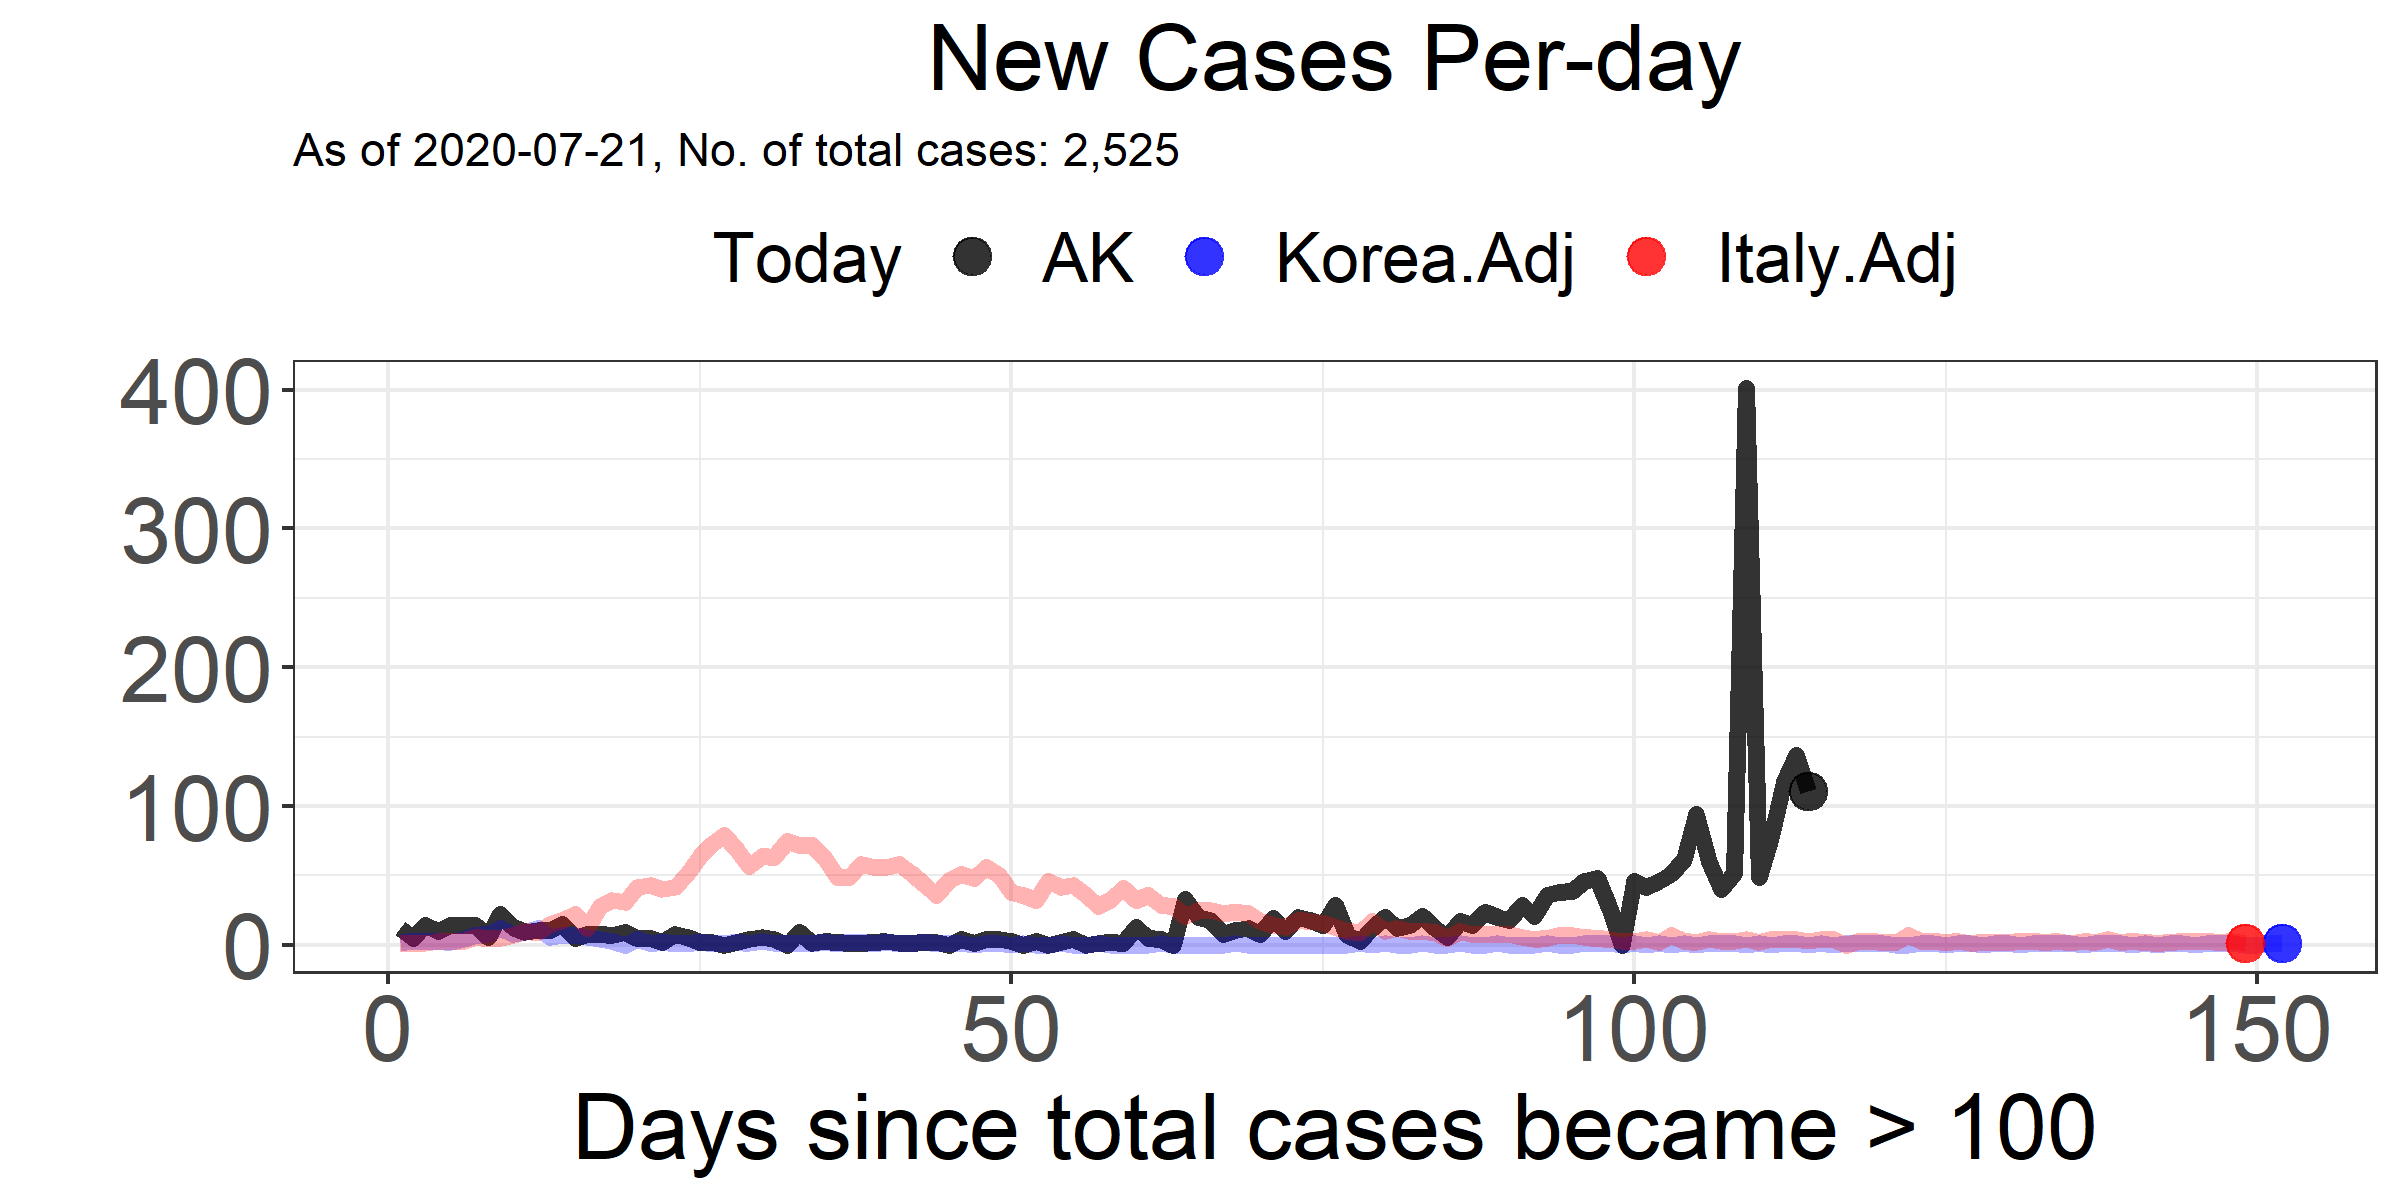 New Cases Per-day
As of 2020-07-21, No. of total cases: 2,525
Today AK Korea.Adj Italy.Adj
400
300
200
100
0
0 50 100 150
Days since total cases became > 100